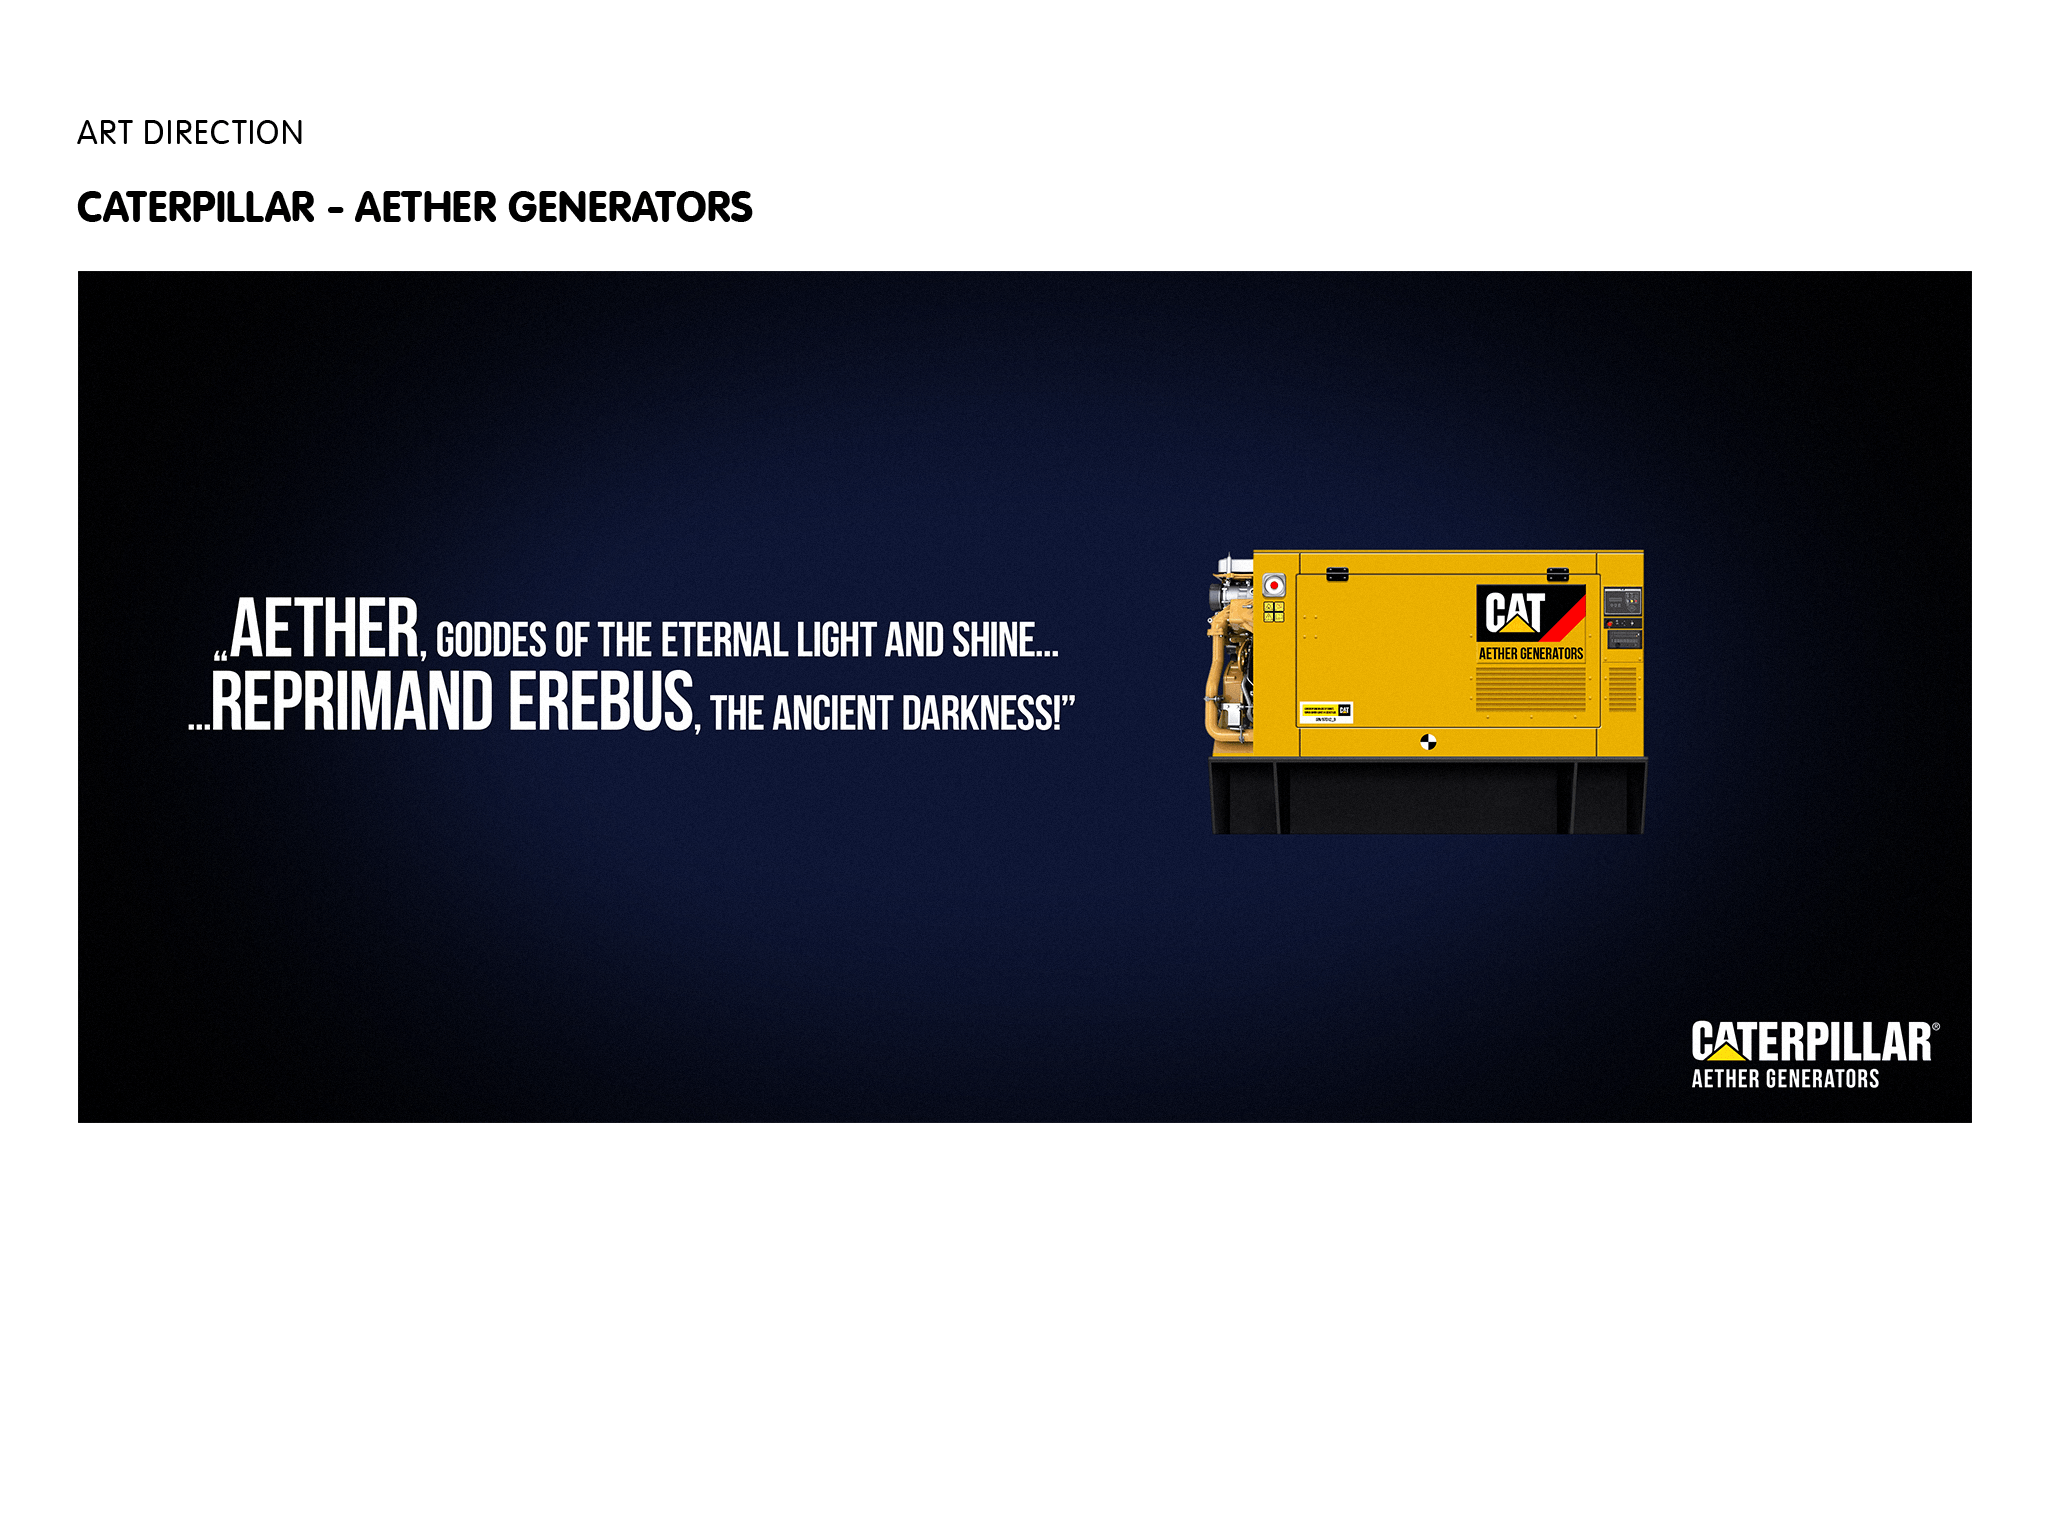 ART DIRECTION
CATERPILLAR - AETHER GENERATORS
„AETHER, GODDES OF THE ETERNAL LIGHT AND SHINE...
...REPRIMAND EREBUS, THE ANCIENT DARKNESS!”
CAT
AETHER GENERATORS
CAT
CATERPILLAR®
AETHER GENERATORS